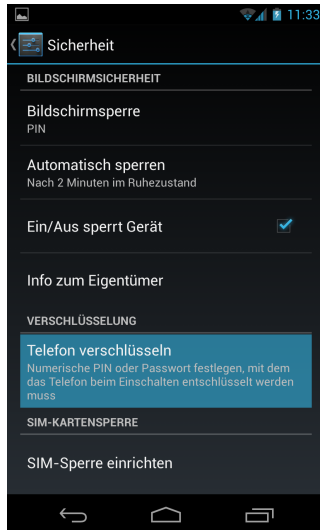 11:33
Sicherheit
BILDSCHIRMSICHERHEIT
Bildschirmsperre
PIN
Automatisch sperren
Nach 2 Minuten im Ruhezustand
Ein/Aus sperrt Gerät
Info zum Eigentümer
VERSCHLÜSSELUNG
Telefon verschlüsseln
Numerische PIN oder Passwort festlegen, mit dem
das Telefon beim Einschalten entschlüsselt werden
muss
SIM-KARTENSPERRE
SIM-Sperre einrichten